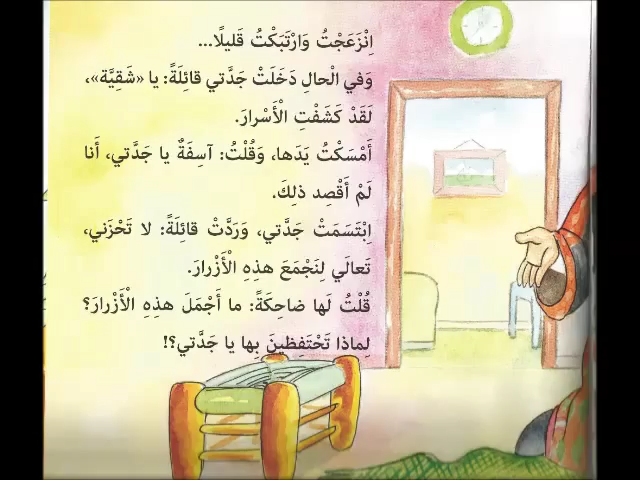 اِنْزَعَجْتُ وَارْتَبَكْتُ قَليلًا...
وَفي الْحالِ دَخَلَتْ جَدَّتي قائِلَةً: يا «شَقِيَّة»،
لَقَدْ كَشَفْتِ الْأَسْرارَ.
أَمْسَكْتُ يَدَها، وَقُلْتُ: آسِفَةٌ يا جَدَّتي، أَنا
لَمْ أَقْصِد ذلِكَ.
اِبْتَسَمَتْ جَدَّتي، وَرَدَّتْ قائِلَةً: لا تَحْزَني،
تَعالَي لِنَجْمَعَ هذِهِ الْأَزْرارَ.
قُلْتُ لَها ضاحِكَةً: ما أَجْمَلَ هذِهِ الْأَزْرارَ؟
لِماذا تَحْتَفِظينَ بِها يا جَدَّتي؟!